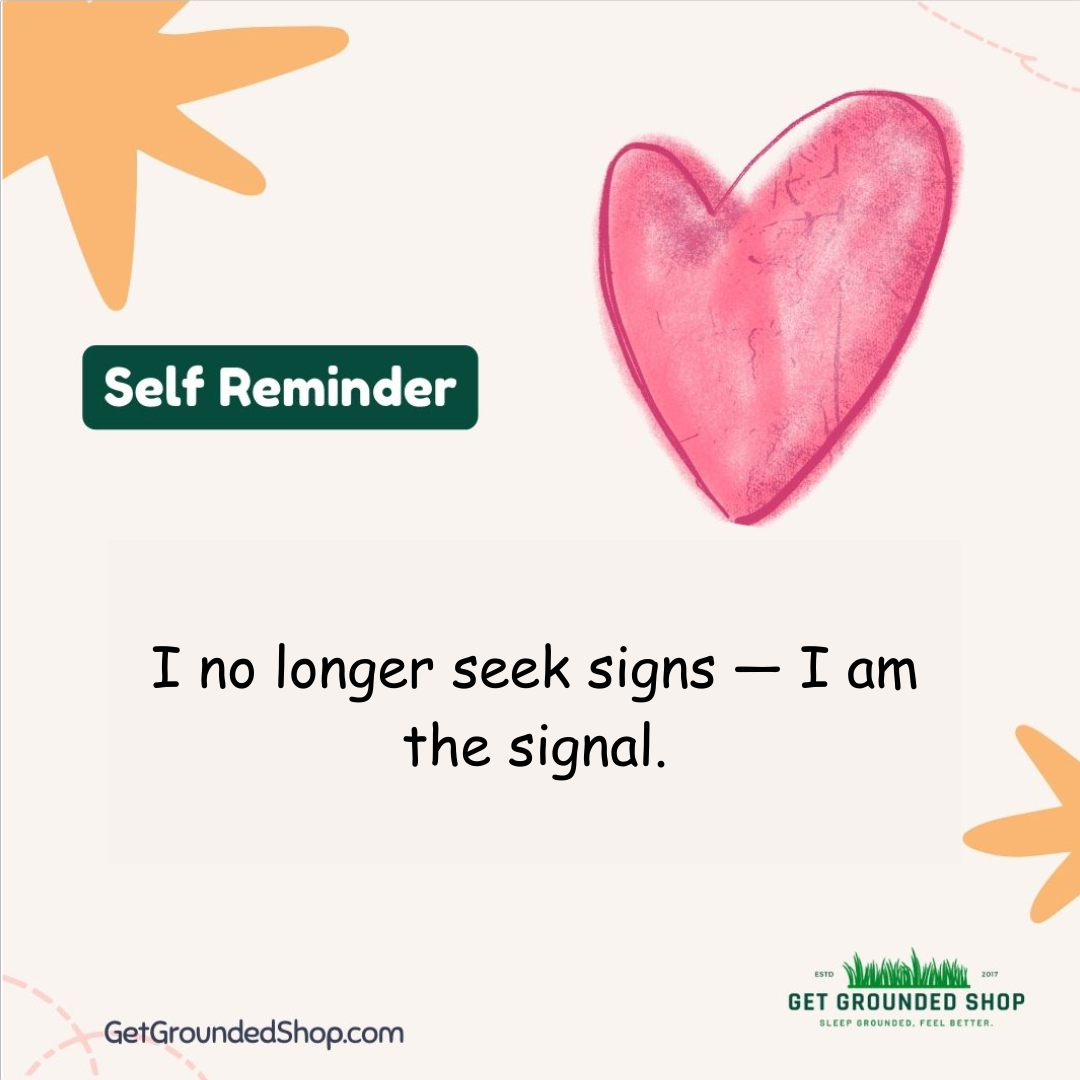 Self Reminder
I no longer seek signs — I am
the signal.
ESTD 2017
GET GROUNDED SHOP
SLEEP GROUNDED, FEEL BETTER.
GetGroundedShop.com